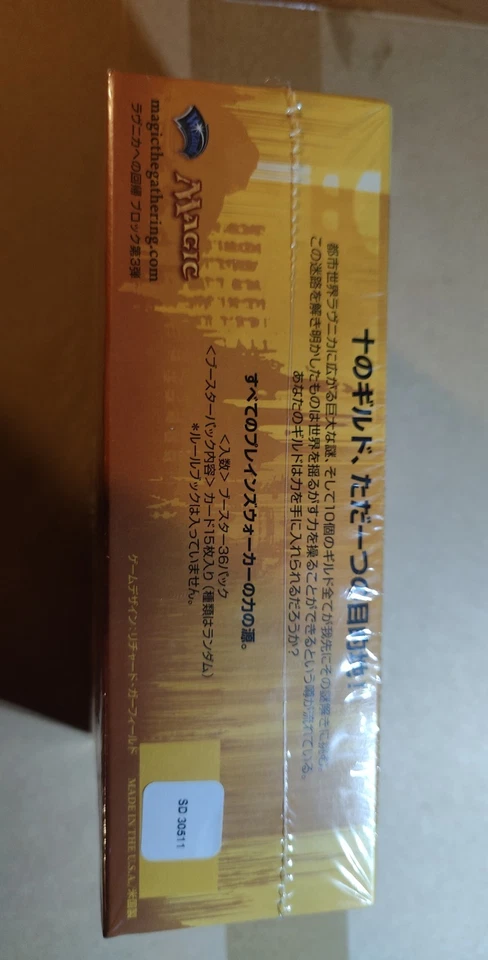 十のギルド、ただ一つの目的地！
都市世界ラヴニカに広がる巨大な謎、そして10個のギルド全てが我先にその謎解きに挑む。
この迷路を解き明かしたものは世界を揺るがす力を操ることができるという噂が流れている。
あなたのギルドは力を手に入れられるだろうか？
すべてのプレインズウォーカーの力の源。
<入数> ブースター36パック
<ブースターパック内容> カード15枚入り（種類はランダム）
*ルールブックは入っていません。
MAGIC
magicthegathering.com
ラヴニカへの回帰 ブロック第3弾
ゲームデザイン：リチャード・ガーフィールド
MADE IN THE U.S.A. 米国製
SD 30511